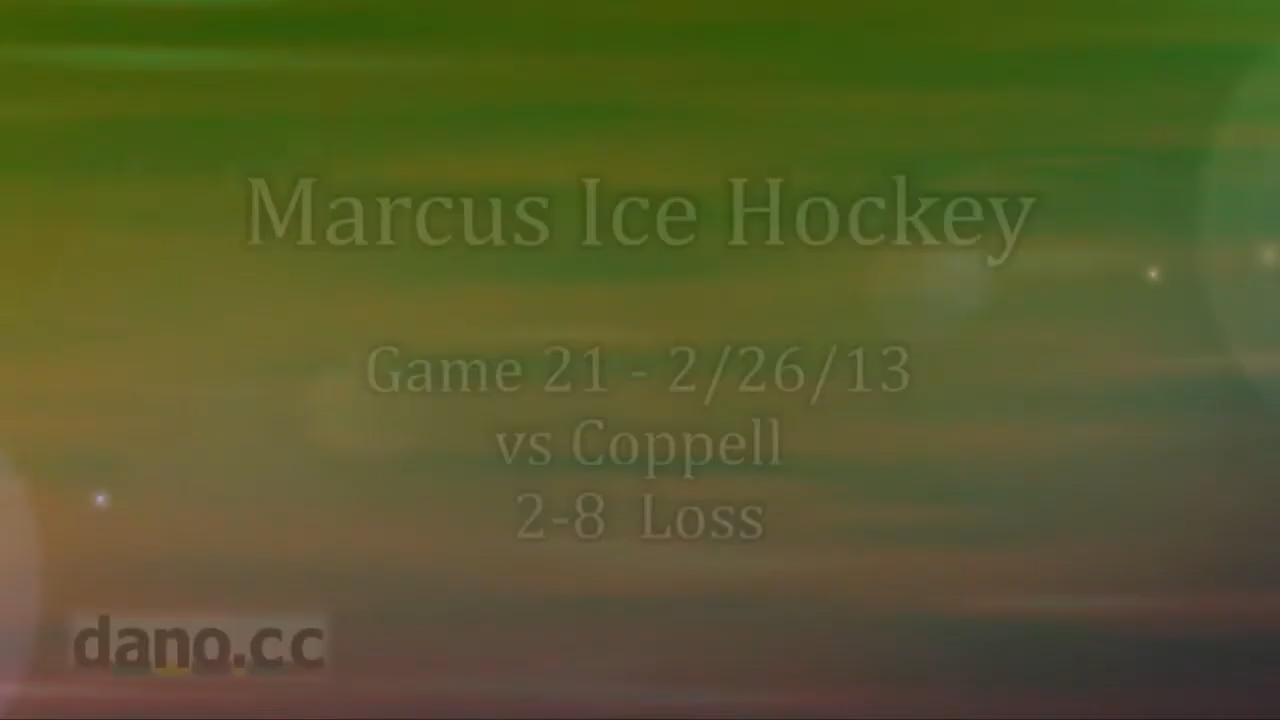 Marcus Ice Hockey
Game 21 - 2/26/13
vs Coppell
2-8 Loss
dano.cc